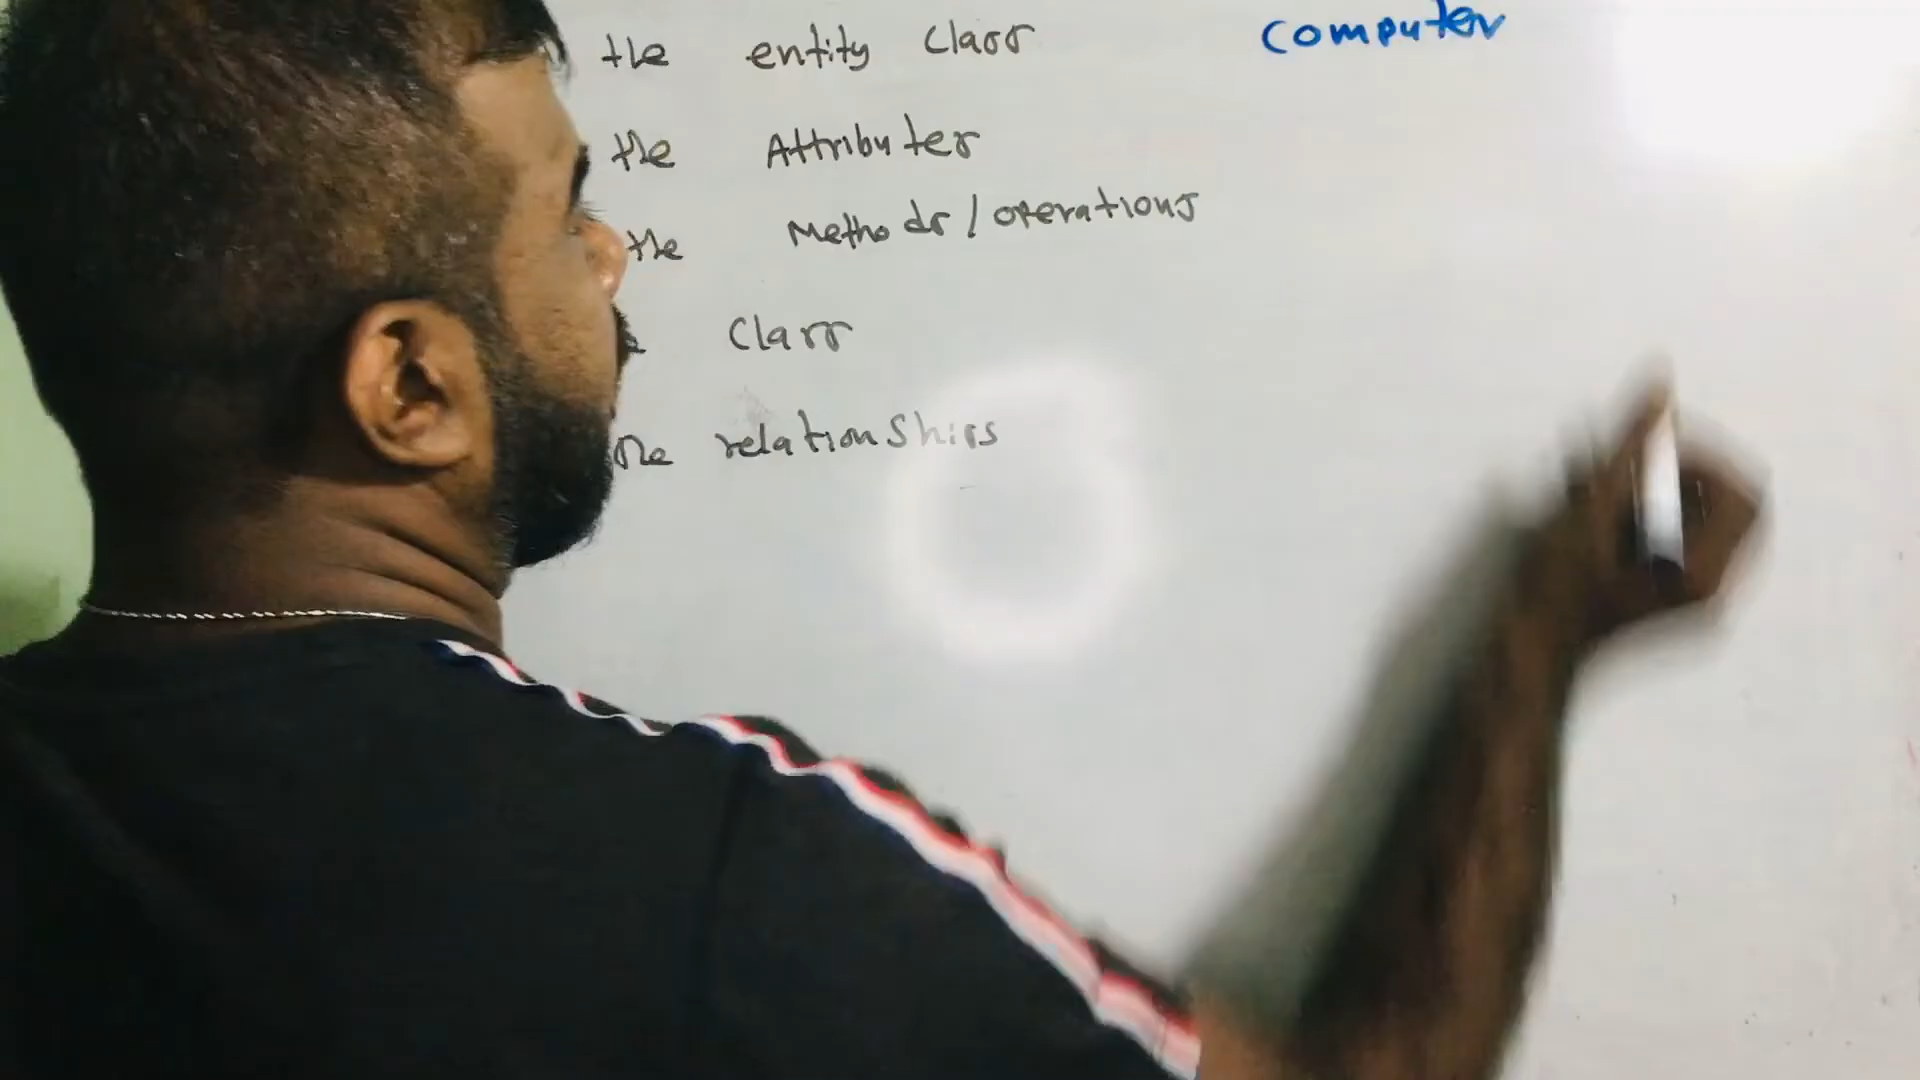 the entity class computer
the Attributes
the Methods / operations
class
the relationships